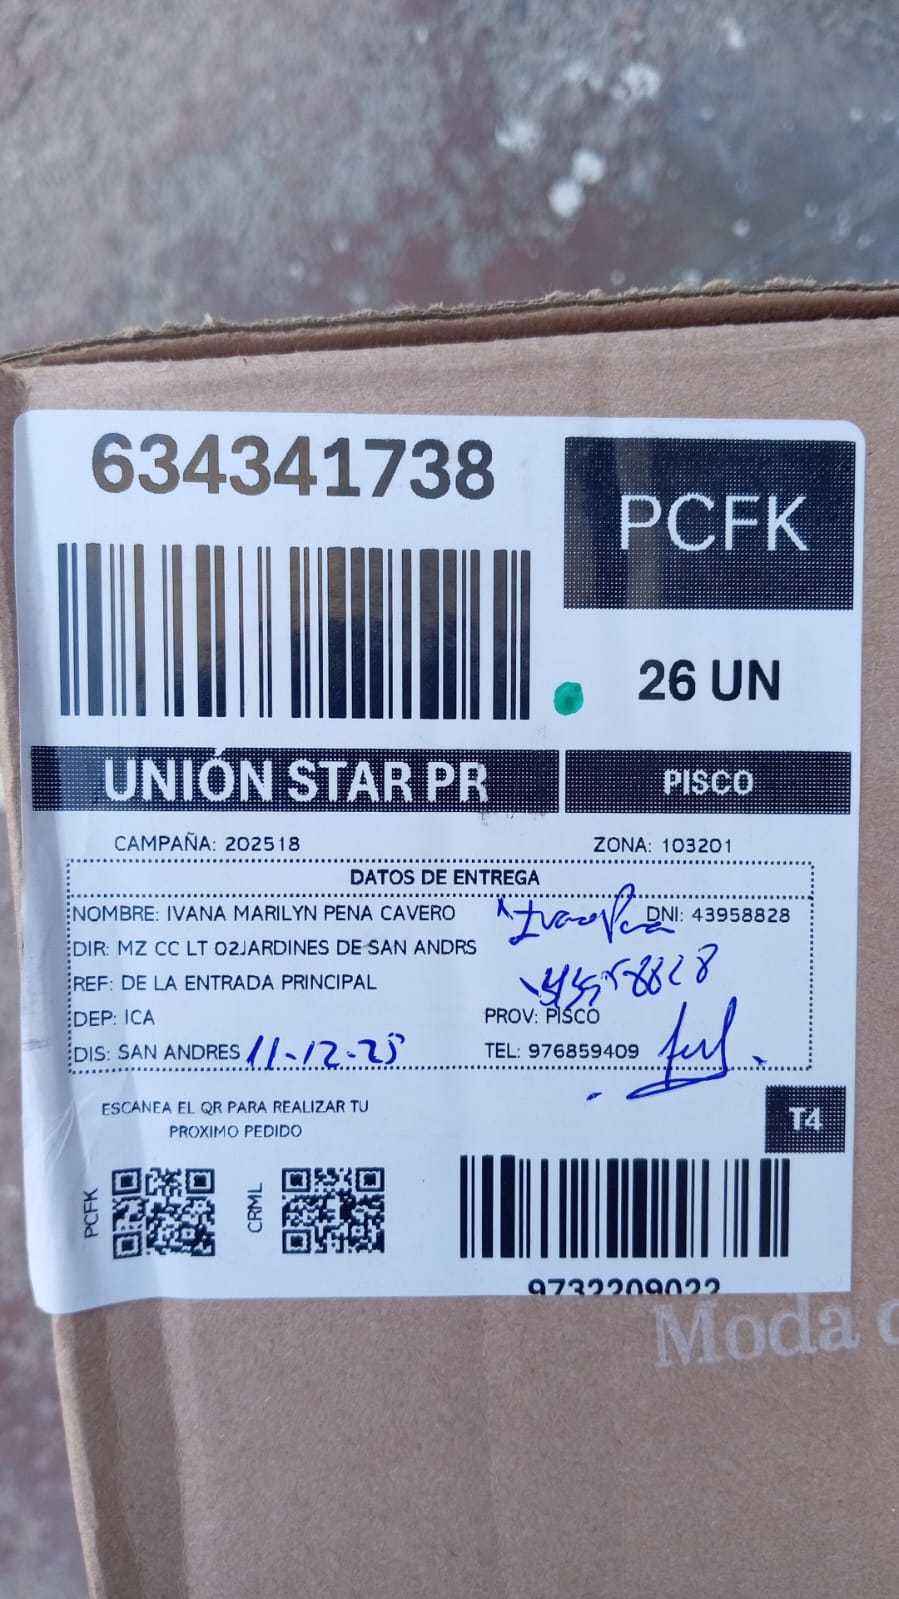 634341738
PCFK
26 UN
UNIÓN STAR PR
PISCO
CAMPAÑA: 202518
ZONA: 103201
DATOS DE ENTREGA
NOMBRE: IVANA MARILYN PENA CAVERO
DNI: 43958828
DIR: MZ CC LT 02JARDINES DE SAN ANDRS
REF: DE LA ENTRADA PRINCIPAL
43958828
DEP: ICA
PROV: PISCO
DIS: SAN ANDRES 11-12-25
TEL: 976859409
ESCANEA EL QR PARA REALIZAR TU
PROXIMO PEDIDO
T4
PCFK
CRML
9732209022
Moda